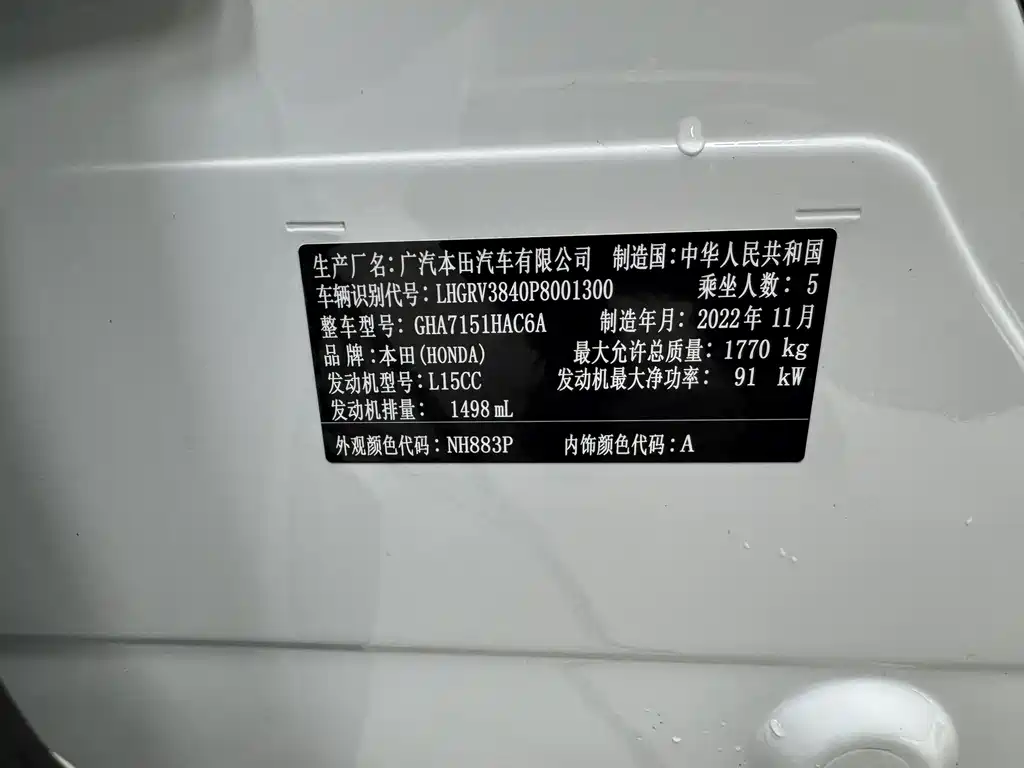 生产厂名:广汽本田汽车有限公司 制造国:中华人民共和国
车辆识别代号:LHGRV3840P8001300 乘坐人数:5
整车型号:GHA7151HAC6A 制造年月:2022年11月
品牌:本田(HONDA) 最大允许总质量:1770 kg
发动机型号:L15CC 发动机最大净功率: 91 kW
发动机排量: 1498 mL
外观颜色代码:NH883P 内饰颜色代码:A